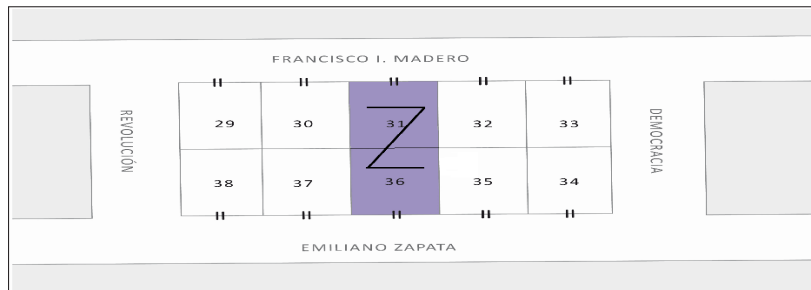 FRANCISCO I. MADERO
REVOLUCIÓN
29 30 31 32 33
DEMOCRACIA
Z
38 37 36 35 34
EMILIANO ZAPATA